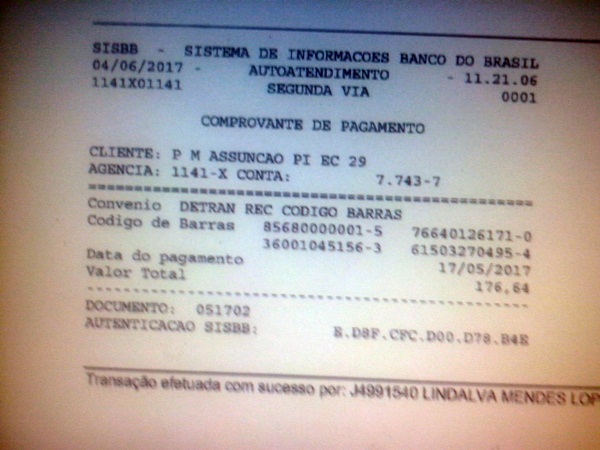 SISBB - SISTEMA DE INFORMACOES BANCO DO BRASIL
04/06/2017 - AUTOATENDIMENTO - 11.21.06
1141X01141 SEGUNDA VIA 0001
COMPROVANTE DE PAGAMENTO
CLIENTE: P M ASSUNCAO PI EC 29
AGENCIA: 1141-X CONTA: 7.743-7
================================================
Convenio DETRAN REC CODIGO BARRAS
Codigo de Barras 85680000001-5 76640126171-0
36001045156-3 61503270495-4
Data do pagamento 17/05/2017
Valor Total 176,64
------------------------------------------------
DOCUMENTO: 051702
AUTENTICACAO SISBB: E.D8F.CFC.D00.D78.B4E
Transação efetuada com sucesso por: J4991540 LINDALVA MENDES LOP